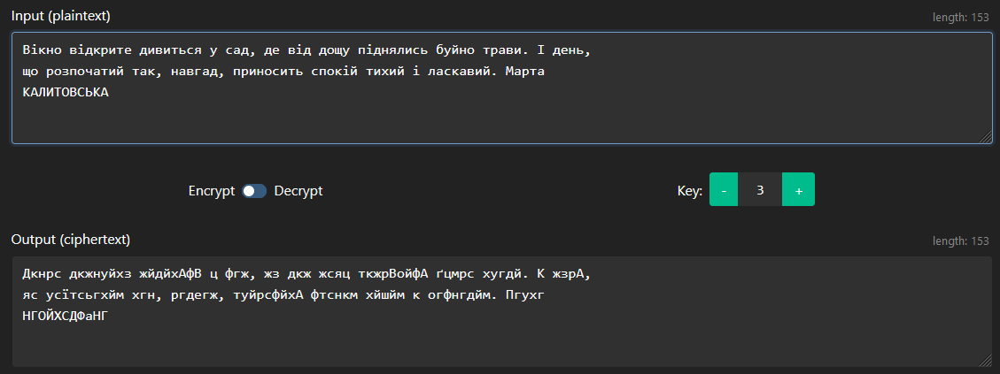 Input (plaintext)
length: 153
Вікно відкрите дивиться у сад, де від дощу піднялись буйно трави. І день,
що розпочатий так, навгад, приносить спокій тихий і ласкавий. Марта
КАЛИТОВСЬКА
Encrypt Decrypt Key: - 3 +
Output (ciphertext)
length: 153
Дкнрс дкжнуйхз жйдйхАфВ ц фгж, жз дкж жсяц ткжрВойфА ґцмрс хугдй. К жзрА,
яс усїтсьгхйм хгн, ргдегж, туйрсфйхА фтснкм хйшйм к огфнгдйм. Пгухг
НГОЙХСДФаНГ